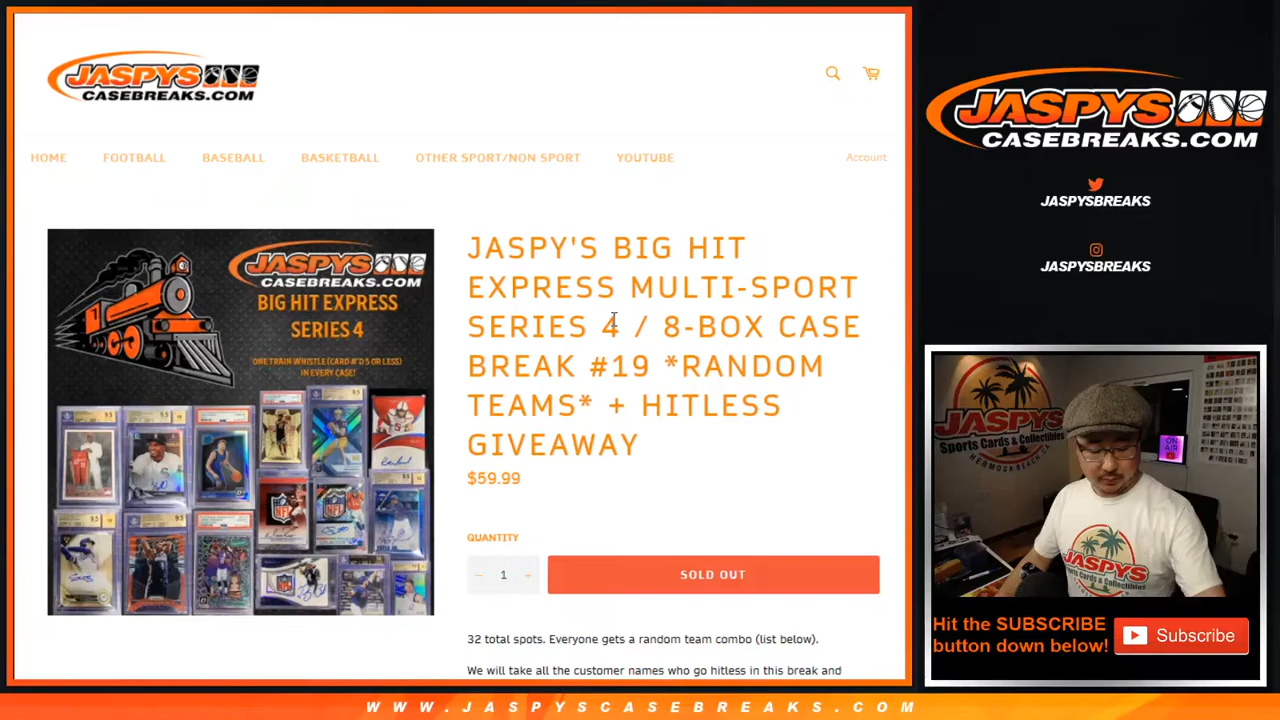 JASPYS
CASEBREAKS.COM
HOME FOOTBALL BASEBALL BASKETBALL OTHER SPORT/NON SPORT YOUTUBE Account
JASPYS
CASEBREAKS.COM
BIG HIT EXPRESS
SERIES 4
ONE TRAIN WHISTLE (CARD #'D 5 OR LESS)
IN EVERY CASE!
JASPY'S BIG HIT
EXPRESS MULTI-SPORT
SERIES 4 / 8-BOX CASE
BREAK #19 *RANDOM
TEAMS* + HITLESS
GIVEAWAY
$59.99
QUANTITY
− 1 +
SOLD OUT
32 total spots. Everyone gets a random team combo (list below).
We will take all the customer names who go hitless in this break and
JASPYS
CASEBREAKS.COM
JASPYSBREAKS
JASPYSBREAKS
JASPYS
Sports Cards & Collectibles
HERMOSA BEACH
ON
AIR
JASPYS
Hit the SUBSCRIBE
button down below!
Subscribe
WWW.JASPYSCASEBREAKS.COM